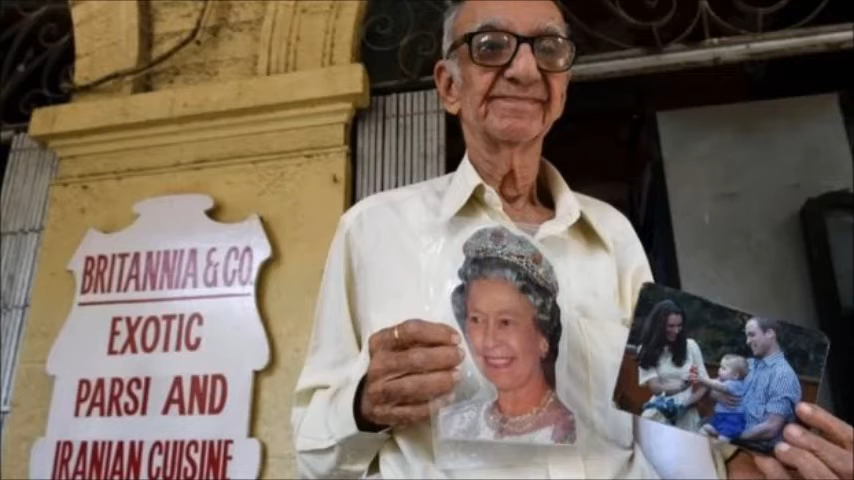 BRITANNIA & CO.
EXOTIC
PARSI AND
IRANIAN CUISINE